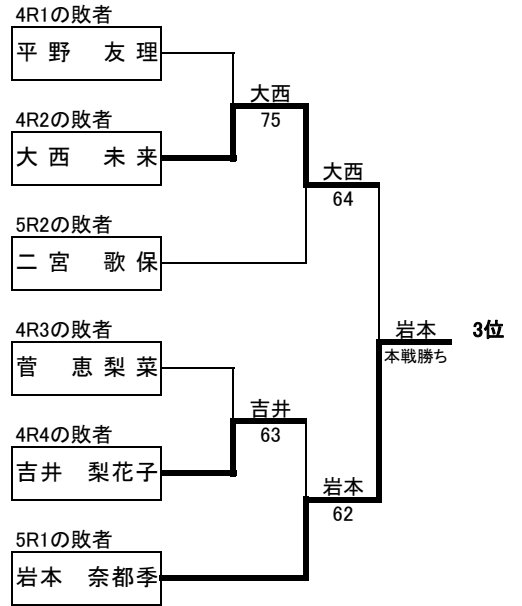 4R1の敗者
平野 友理
大西
75
4R2の敗者
大西 未来
大西
64
5R2の敗者
二宮 歌保
岩本
3位
本戦勝ち
4R3の敗者
菅 恵梨菜
吉井
63
4R4の敗者
吉井 梨花子
岩本
62
5R1の敗者
岩本 奈都季